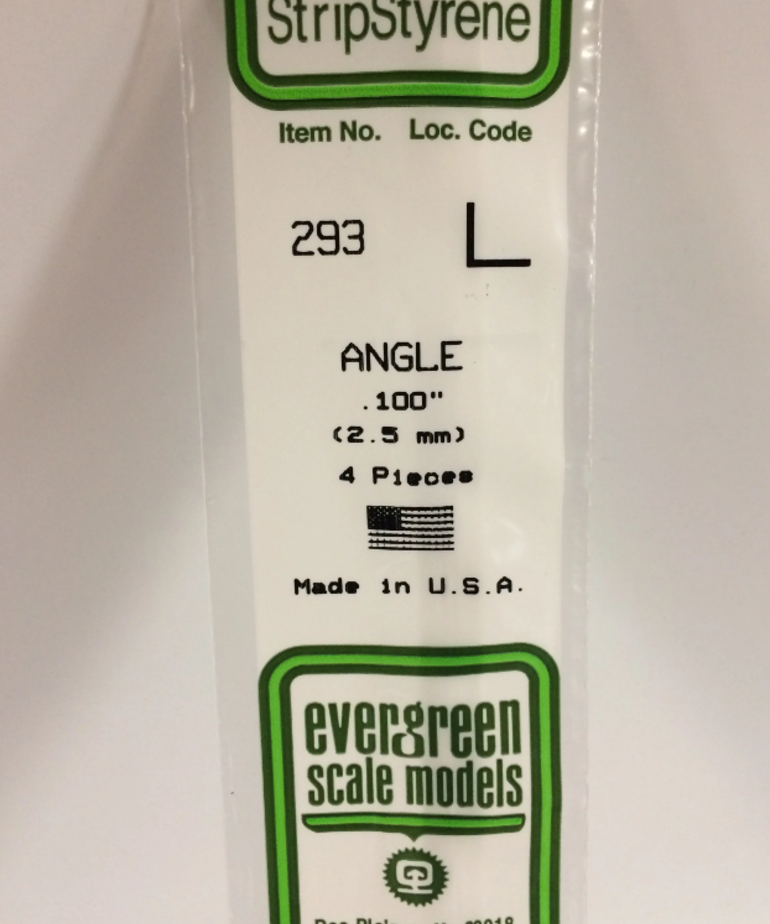 StripStyrene
Item No. Loc. Code
293 L
ANGLE
.100"
(2.5 mm)
4 Pieces
Made in U.S.A.
evergreen
scale models